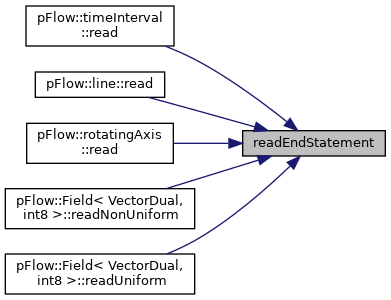 pFlow::timeInterval
::read
pFlow::line::read
pFlow::rotatingAxis
::read
readEndStatement
pFlow::Field< VectorDual,
int8 >::readNonUniform
pFlow::Field< VectorDual,
int8 >::readUniform